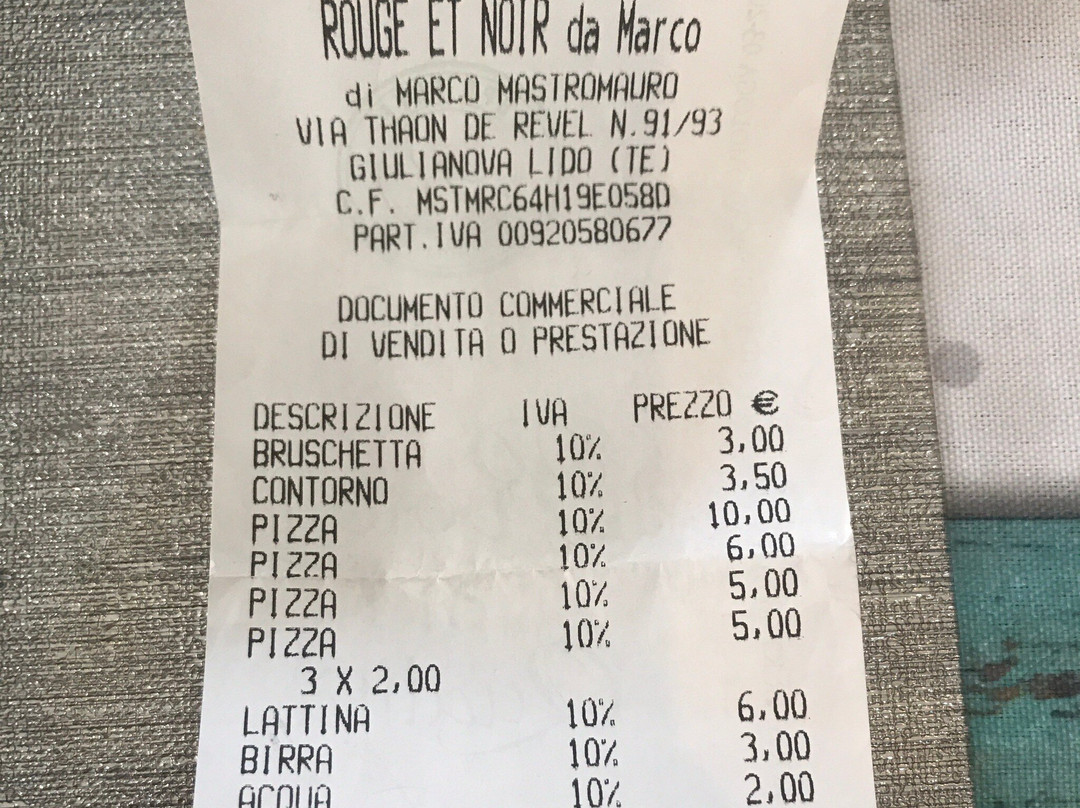 ROUGE ET NOIR da Marco
di MARCO MASTROMAURO
VIA THAON DE REVEL N.91/93
GIULIANOVA LIDO (TE)
C.F. MSTMRC64H19E058D
PART.IVA 00920580677
DOCUMENTO COMMERCIALE
DI VENDITA O PRESTAZIONE
DESCRIZIONE IVA PREZZO €
BRUSCHETTA 10% 3,00
CONTORNO 10% 3,50
PIZZA 10% 10,00
PIZZA 10% 6,00
PIZZA 10% 5,00
PIZZA 10% 5,00
3 X 2,00
LATTINA 10% 6,00
BIRRA 10% 3,00
ACQUA 10% 2,00